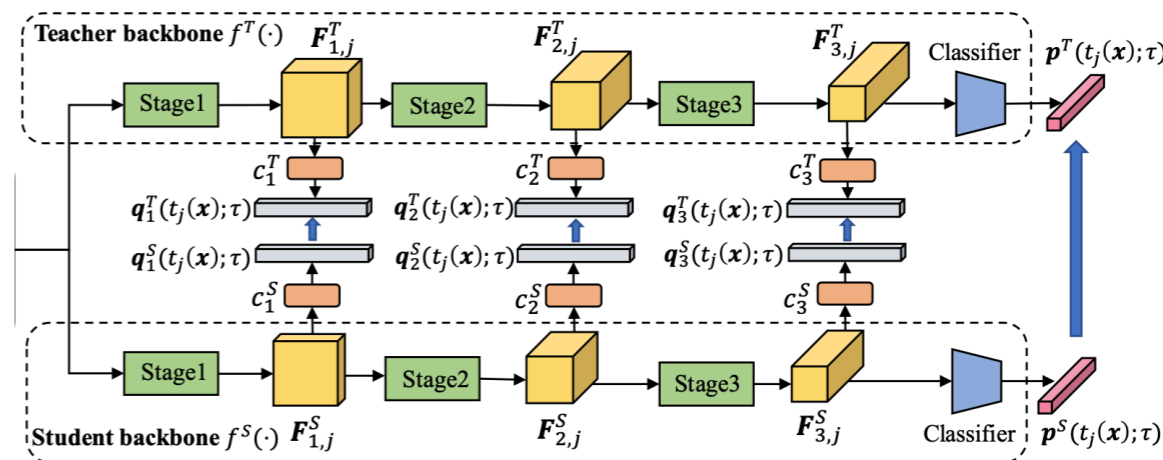 Teacher backbone f^T(·)
F^T_{1,j}
F^T_{2,j}
F^T_{3,j}
Classifier
p^T(t_j(x);τ)
Stage1
Stage2
Stage3
c^T_1
c^T_2
c^T_3
q^T_1(t_j(x);τ)
q^T_2(t_j(x);τ)
q^T_3(t_j(x);τ)
q^S_1(t_j(x);τ)
q^S_2(t_j(x);τ)
q^S_3(t_j(x);τ)
c^S_1
c^S_2
c^S_3
Stage1
Stage2
Stage3
Student backbone f^S(·)
F^S_{1,j}
F^S_{2,j}
F^S_{3,j}
Classifier
p^S(t_j(x);τ)